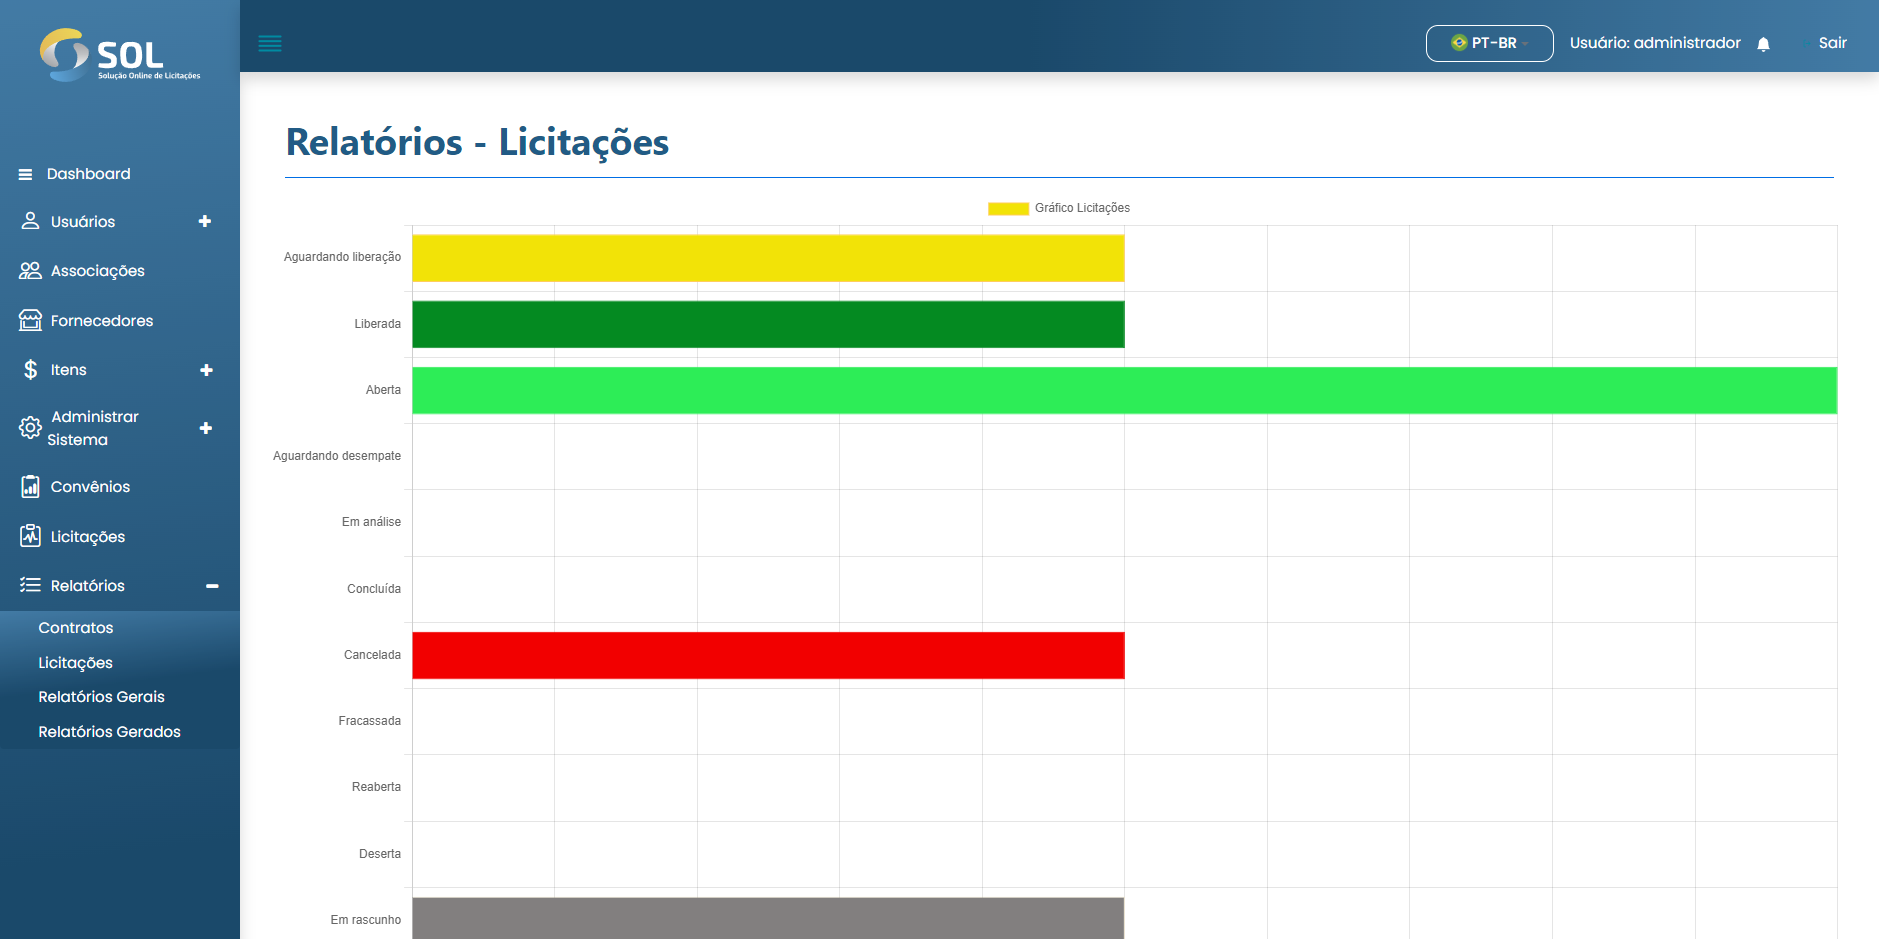 SOL
Solução Online de Licitações
PT-BR
Usuário: administrador
Sair
Dashboard
Usuários
Associações
Fornecedores
Itens
Administrar
Sistema
Convênios
Licitações
Relatórios
Contratos
Licitações
Relatórios Gerais
Relatórios Gerados
Relatórios - Licitações
Gráfico Licitações
Aguardando liberação
Liberada
Aberta
Aguardando desempate
Em análise
Concluída
Cancelada
Fracassada
Reaberta
Deserta
Em rascunho